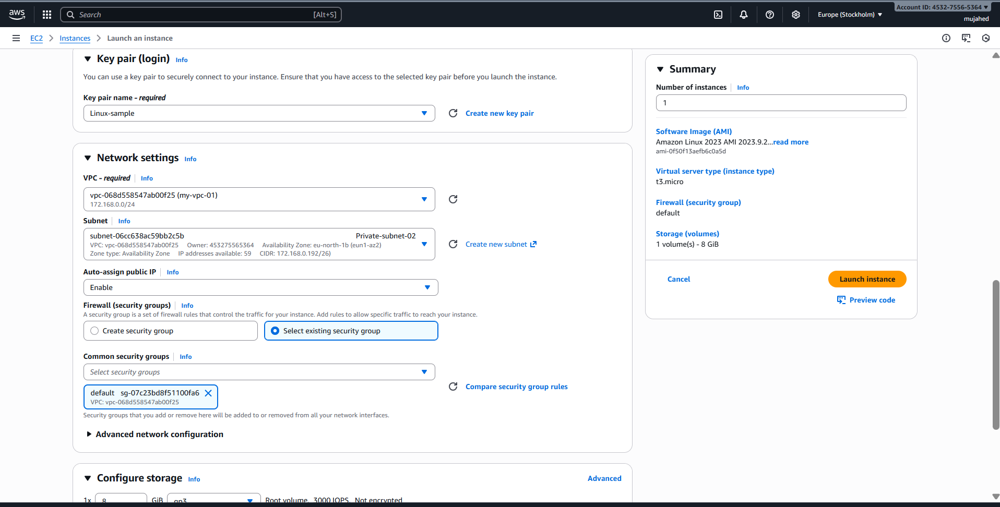 aws
Search [Alt+S]
Europe (Stockholm)
Account ID: 4532-7556-5364
mujahed
EC2 Instances Launch an instance
Key pair (login) Info
You can use a key pair to securely connect to your instance. Ensure that you have access to the selected key pair before you launch the instance.
Key pair name - required
Linux-sample
Create new key pair
Network settings Info
VPC - required Info
vpc-068d558547ab00f25 (my-vpc-01)
172.168.0.0/24
Subnet Info
subnet-06cc638ac59bb2c5b Private-subnet-02
VPC: vpc-068d558547ab00f25 Owner: 453275565364 Availability Zone: eu-north-1b (eun1-az2)
Zone type: Availability Zone IP addresses available: 59 CIDR: 172.168.0.192/26)
Create new subnet
Auto-assign public IP Info
Enable
Firewall (security groups) Info
A security group is a set of firewall rules that control the traffic for your instance. Add rules to allow specific traffic to reach your instance.
Create security group
Select existing security group
Common security groups Info
Select security groups
default sg-07c23bd8f51100fa6
VPC: vpc-068d558547ab00f25
Compare security group rules
Security groups that you add or remove here will be added to or removed from all your network interfaces.
Advanced network configuration
Configure storage Info
Advanced
1x 8 GiB gp3 Root volume, 3000 IOPS, Not encrypted
Summary
Number of instances Info
1
Software Image (AMI)
Amazon Linux 2023 AMI 2023.9.2...read more
ami-0f50f13aefb6c0a5d
Virtual server type (instance type)
t3.micro
Firewall (security group)
default
Storage (volumes)
1 volume(s) - 8 GiB
Cancel
Launch instance
Preview code